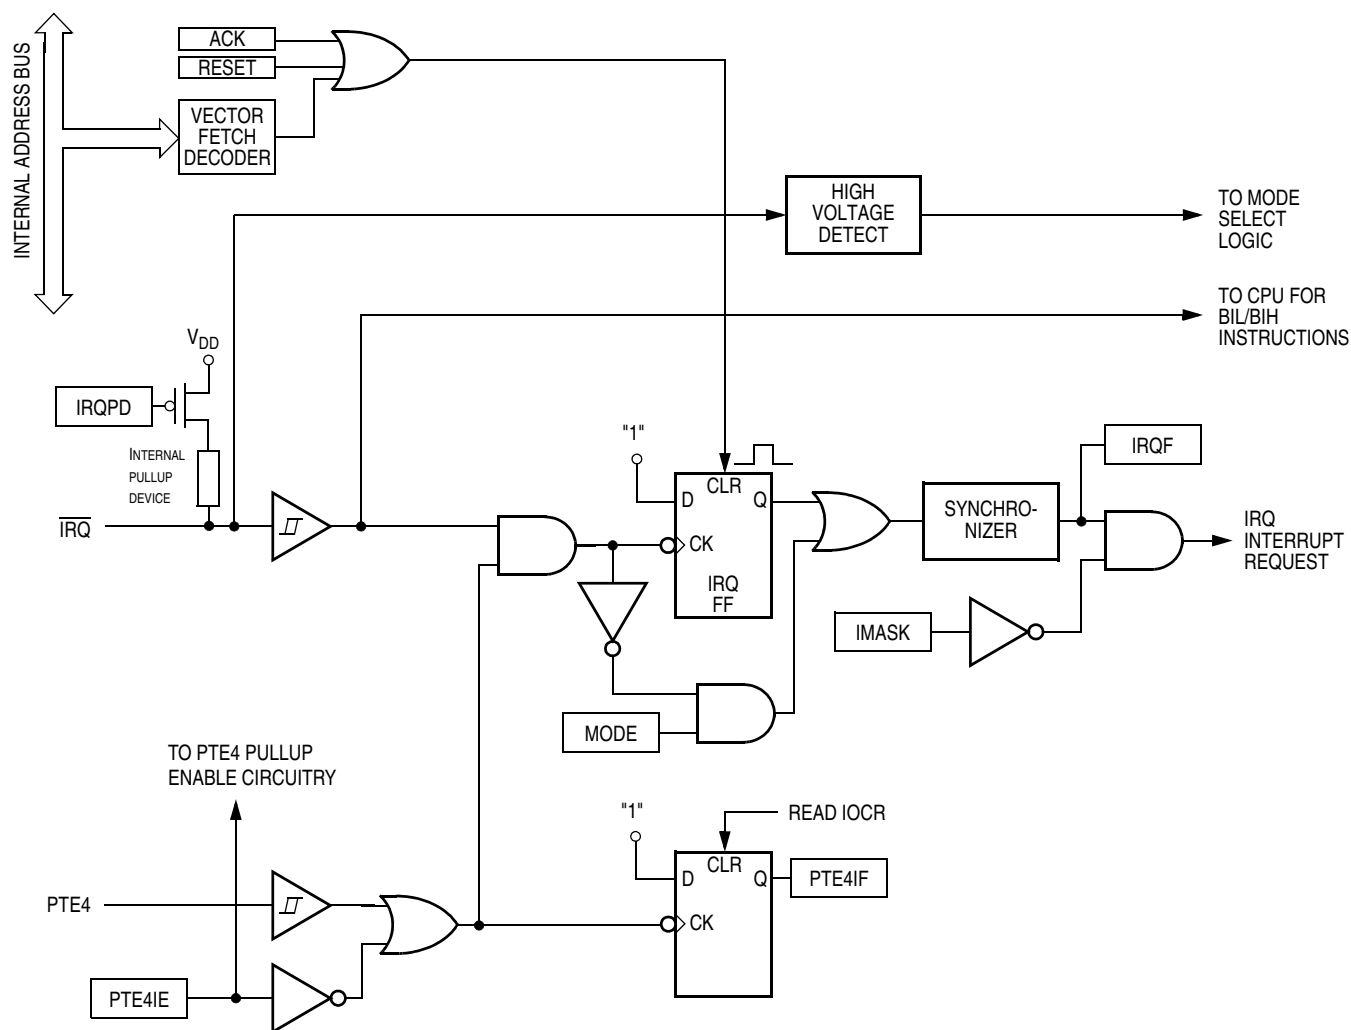 INTERNAL ADDRESS BUS
ACK
RESET
VECTOR
FETCH
DECODER
HIGH
VOLTAGE
DETECT
TO MODE
SELECT
LOGIC
TO CPU FOR
BIL/BIH
INSTRUCTIONS
VDD
IRQPD
INTERNAL
PULLUP
DEVICE
IRQ
"1"
D
CLR
Q
CK
IRQ
FF
SYNCHRO-
NIZER
IRQF
IRQ
INTERRUPT
REQUEST
IMASK
MODE
TO PTE4 PULLUP
ENABLE CIRCUITRY
"1"
READ IOCR
D
CLR
Q
CK
PTE4IF
PTE4
PTE4IE